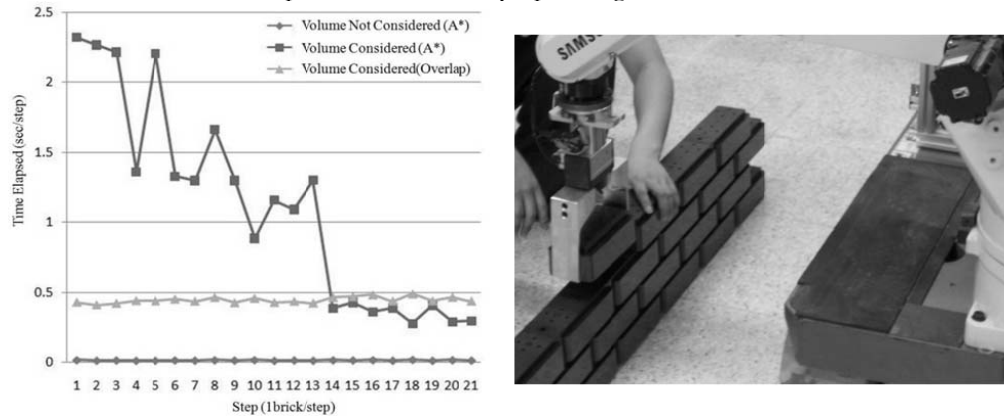 2.5
2
1.5
1
0.5
0
Time Elapsed (sec/step)
Volume Not Considered (A*)
Volume Considered (A*)
Volume Considered(Overlap)
1 2 3 4 5 6 7 8 9 10 11 12 13 14 15 16 17 18 19 20 21
Step (1brick/step)
SAMS